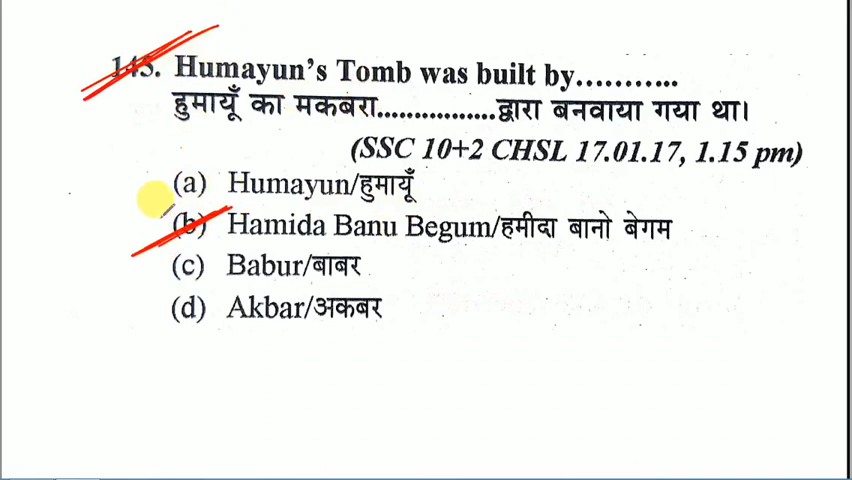 145. Humayun's Tomb was built by...........
हुमायूँ का मकबरा................द्वारा बनवाया गया था।
(SSC 10+2 CHSL 17.01.17, 1.15 pm)
(a) Humayun/हुमायूँ
(b) Hamida Banu Begum/हमीदा बानो बेगम
(c) Babur/बाबर
(d) Akbar/अकबर